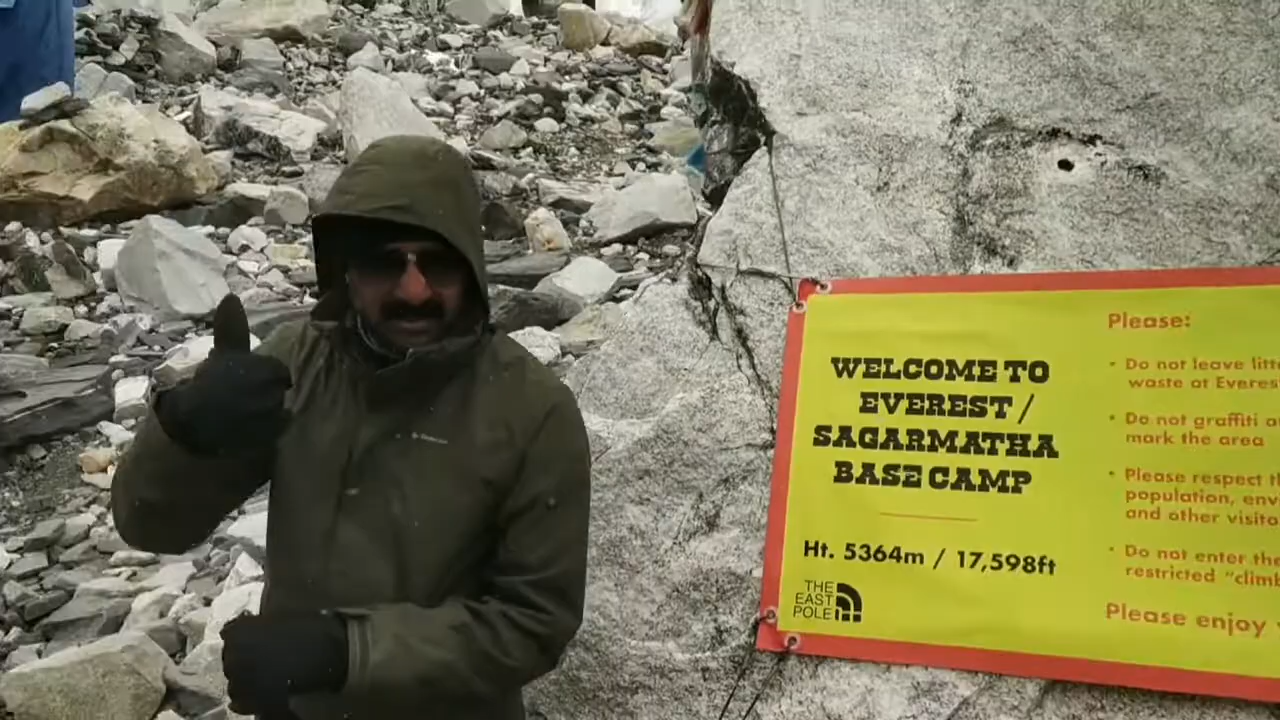 WELCOME TO
EVEREST /
SAGARMATHA
BASE CAMP
Ht. 5364m / 17,598ft
THE
EAST
POLE
Please:
• Do not leave litt
waste at Everes
• Do not graffiti a
mark the area
• Please respect th
population, env
and other visito
• Do not enter the
restricted "climb
Please enjoy